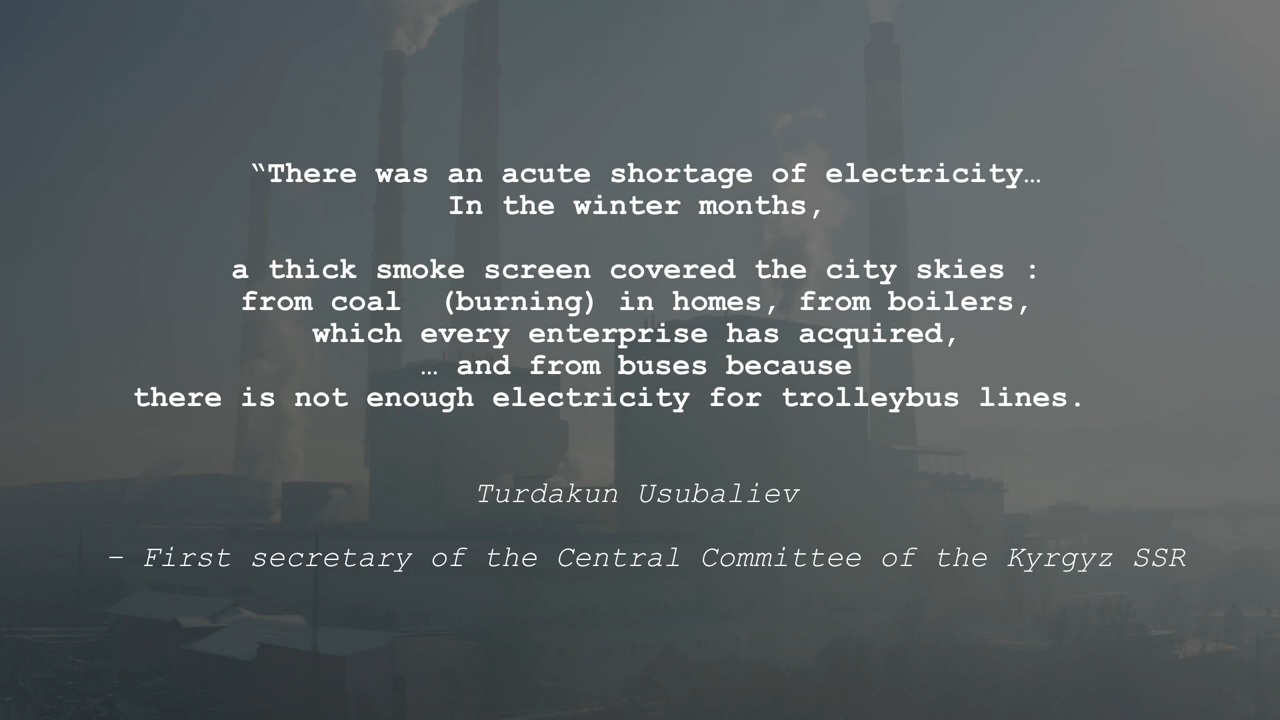 “There was an acute shortage of electricity…
In the winter months,
a thick smoke screen covered the city skies :
from coal  (burning) in homes, from boilers,
which every enterprise has acquired,
… and from buses because
there is not enough electricity for trolleybus lines.
Turdakun Usubaliev
– First secretary of the Central Committee of the Kyrgyz SSR